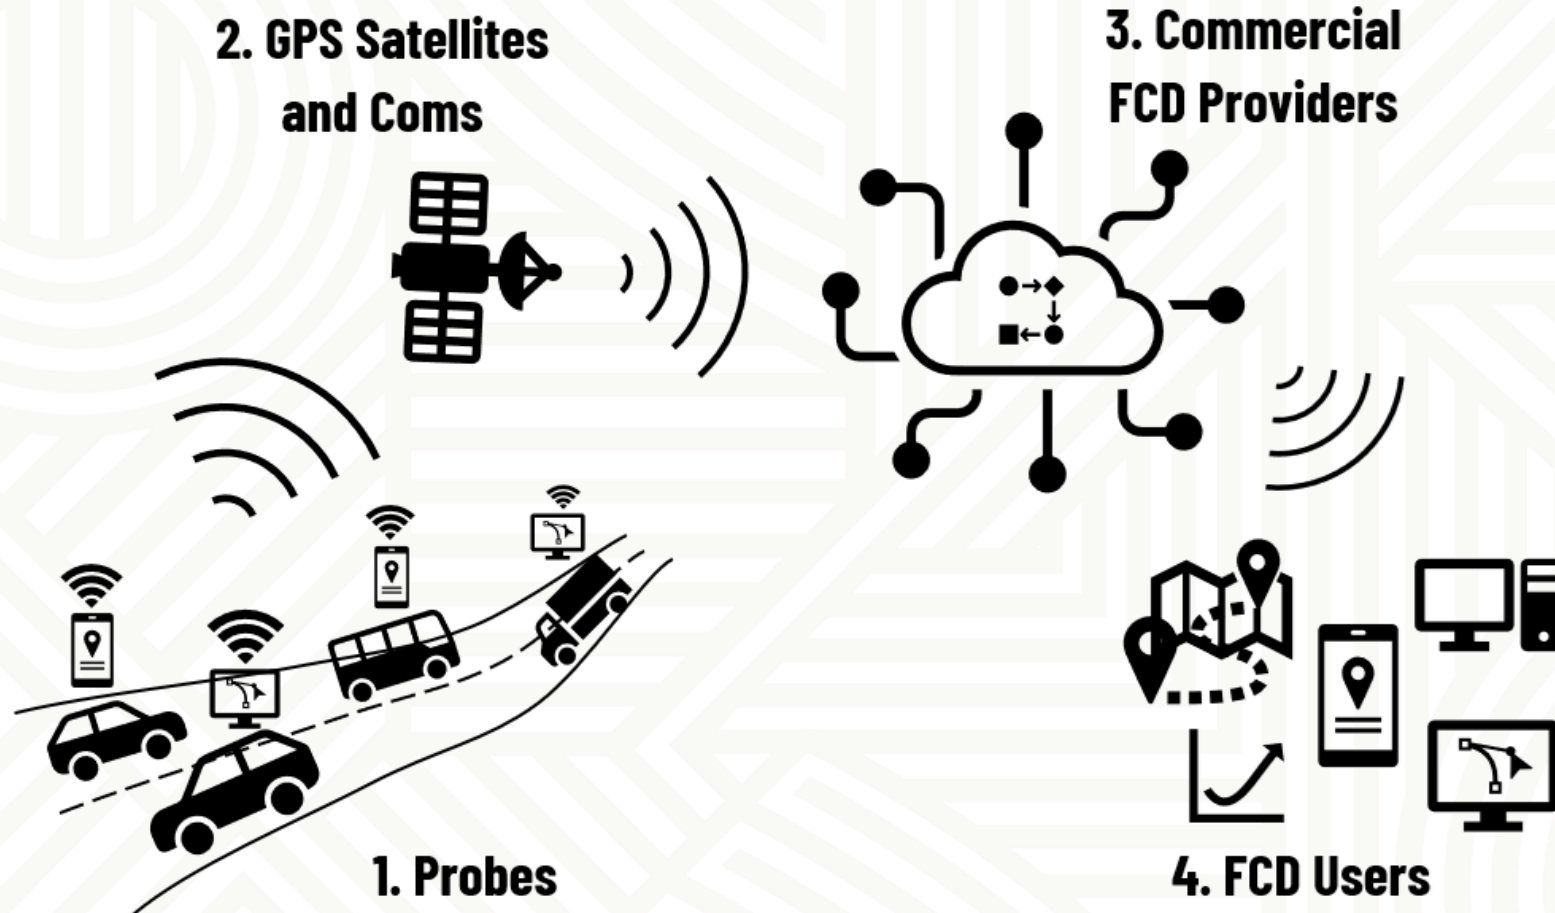 2. GPS Satellites
and Coms
3. Commercial
FCD Providers
1. Probes
4. FCD Users